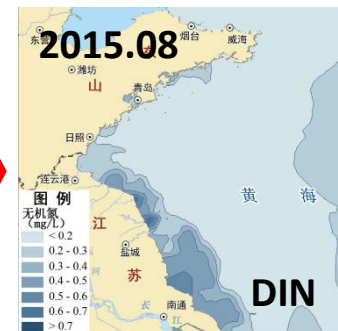 2015.08
烟台
威海
东
潍坊
青岛
山
日照
连云港
黄 海
图 例
无机氮
(mg/L)
< 0.2
0.2 - 0.3
0.3 - 0.4
0.4 - 0.5
0.5 - 0.6
0.6 - 0.7
> 0.7
江
苏
盐城
南通
长
江
DIN